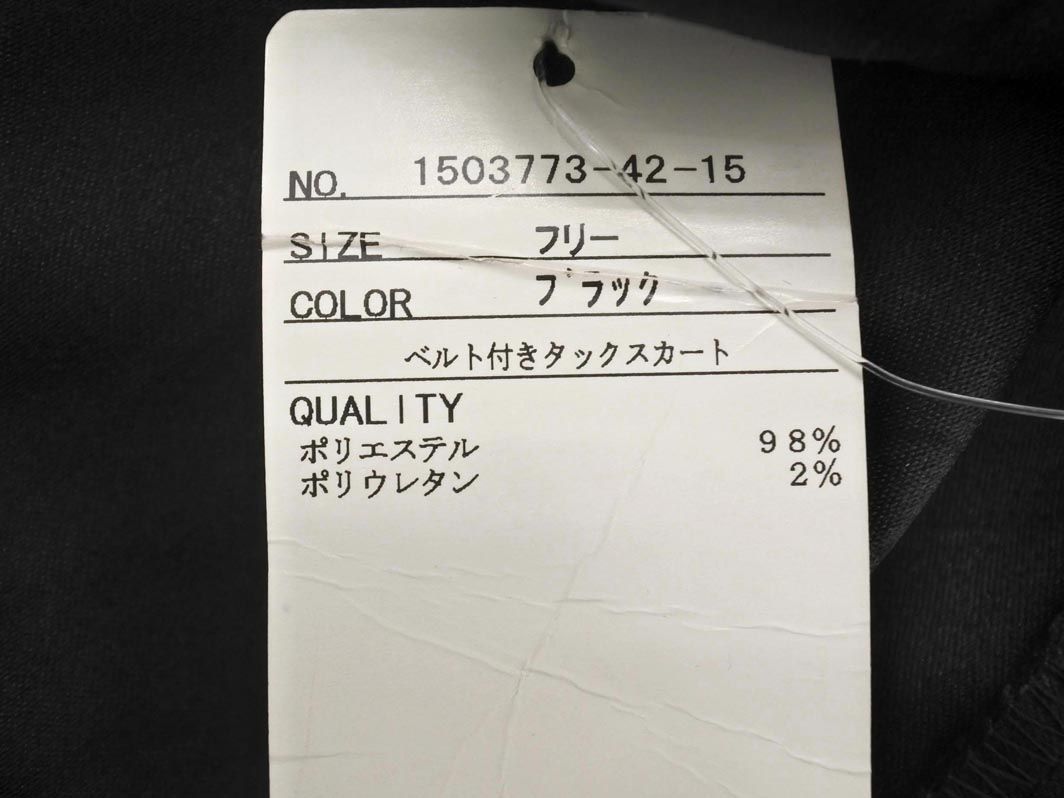 NO. 1503773-42-15
SIZE フリー
COLOR ブラック
ベルト付きタックスカート
QUALITY
ポリエステル 98%
ポリウレタン 2%